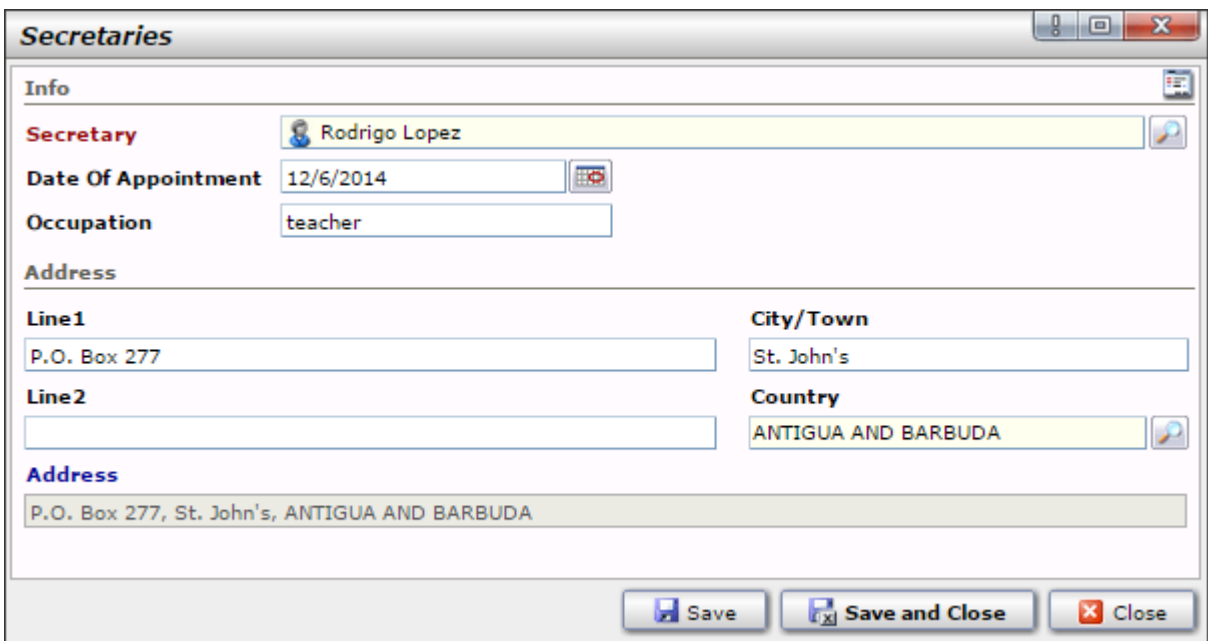 Secretaries
Info
Secretary Rodrigo Lopez
Date Of Appointment 12/6/2014
Occupation teacher
Address
Line1 City/Town
P.O. Box 277 St. John's
Line2 Country
ANTIGUA AND BARBUDA
Address
P.O. Box 277, St. John's, ANTIGUA AND BARBUDA
Save Save and Close Close